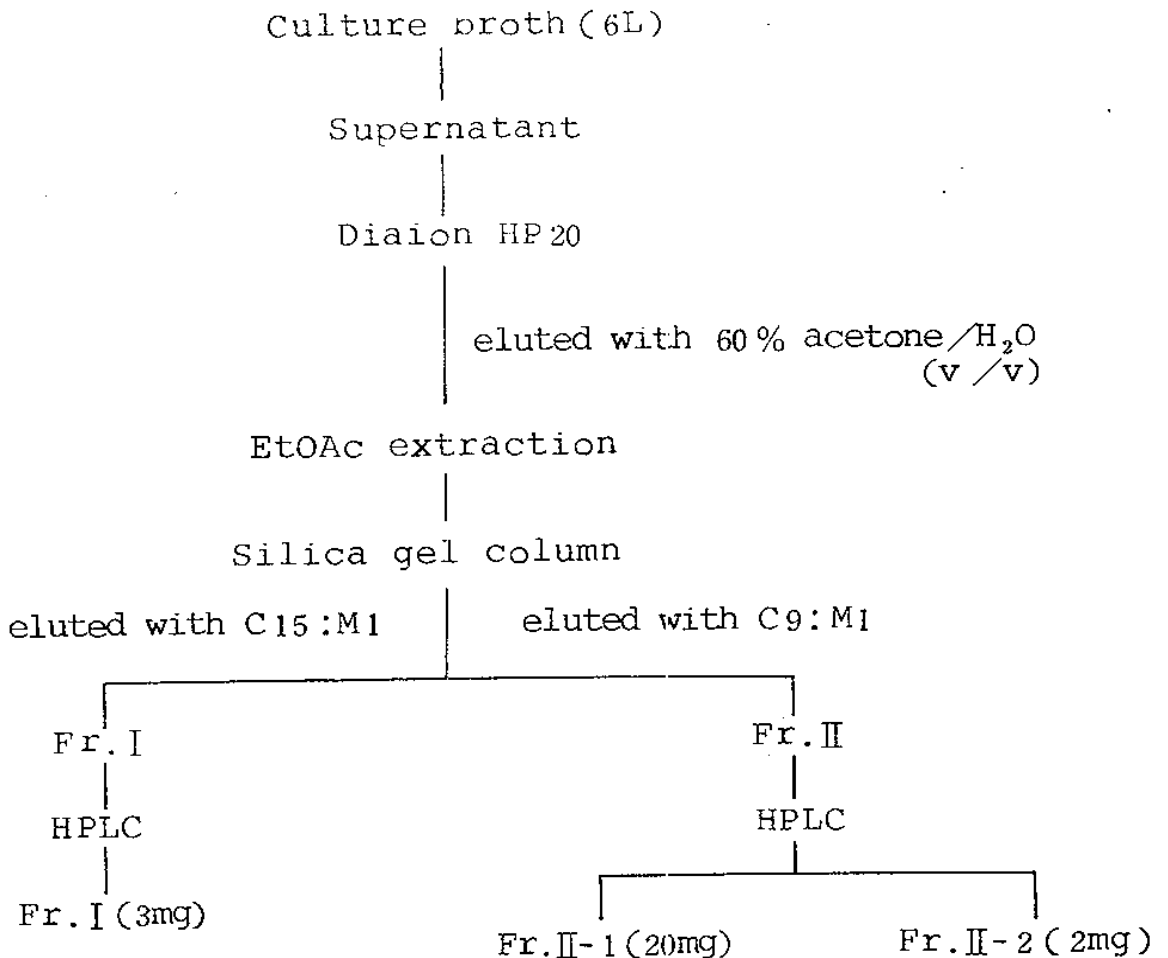 Culture broth (6L)
Supernatant
Diaion HP20
eluted with 60% acetone/H₂O
(v/v)
EtOAc extraction
Silica gel column
eluted with C15:M1
eluted with C9:M1
Fr.I
Fr.II
HPLC
HPLC
Fr.I(3mg)
Fr.II-1(20mg)
Fr.II-2(2mg)